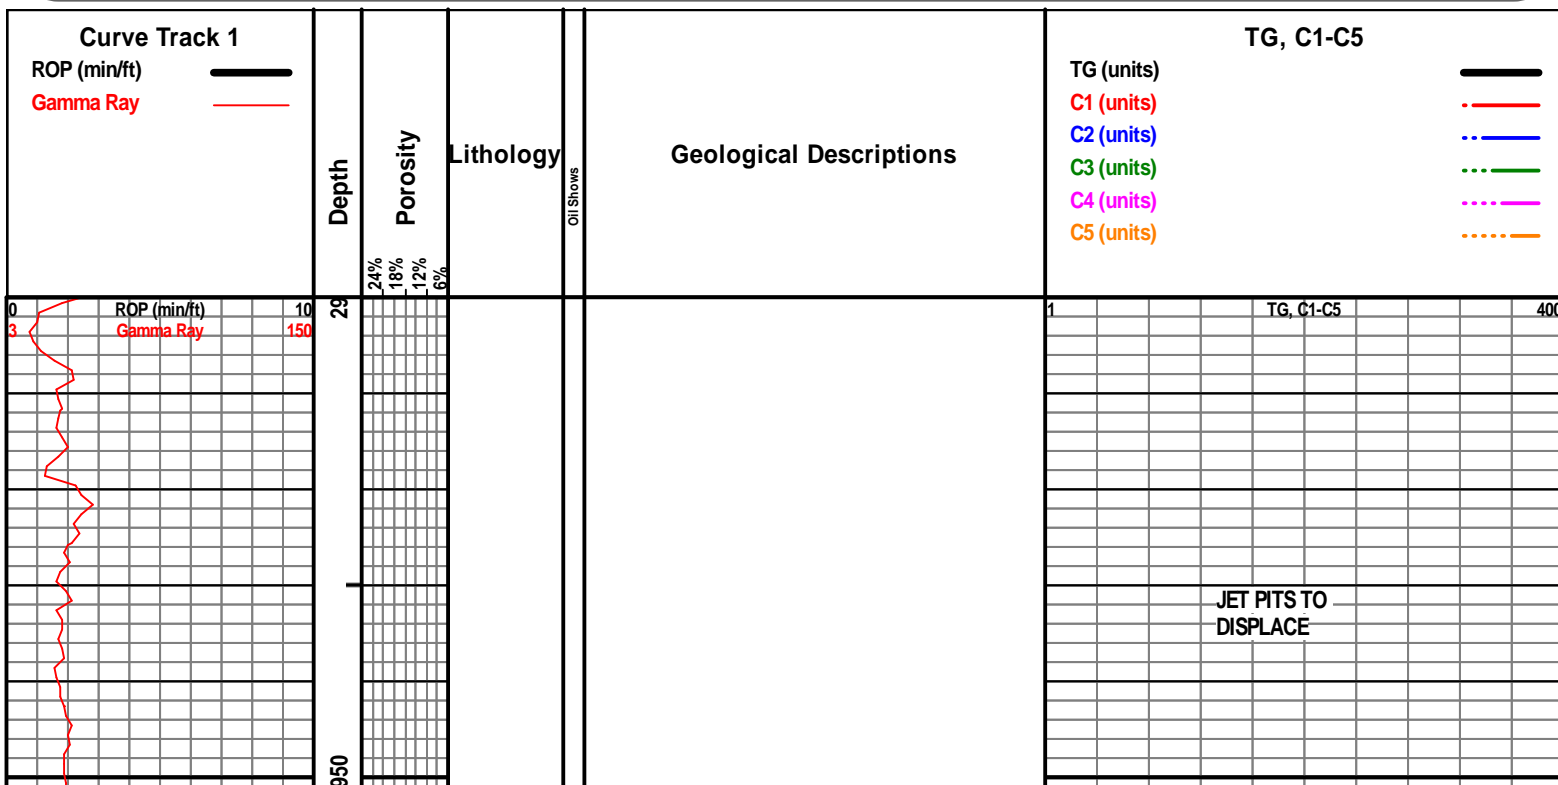 Curve Track 1
ROP (min/ft)
Gamma Ray
Depth
Porosity
24%
18%
12%
6%
Lithology
Oil Shows
Geological Descriptions
TG, C1-C5
TG (units)
C1 (units)
C2 (units)
C3 (units)
C4 (units)
C5 (units)
0 ROP (min/ft) 10
3 Gamma Ray 150
29
1 TG, C1-C5 400
JET PITS TO
DISPLACE
950